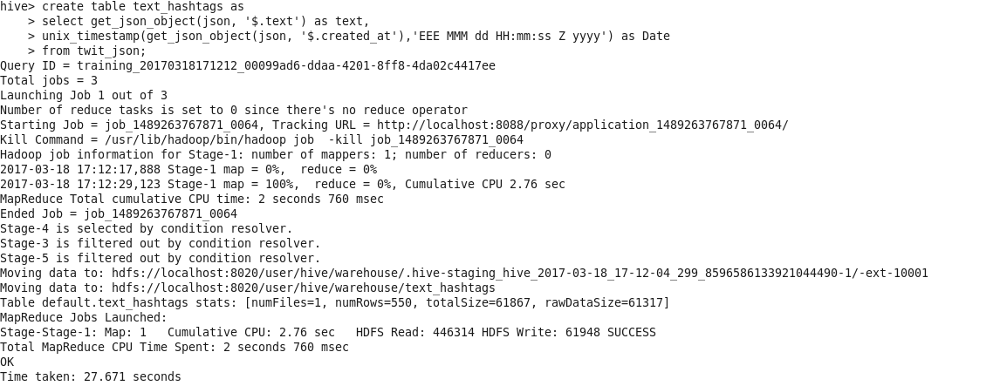 hive> create table text_hashtags as
    > select get_json_object(json, '$.text') as text,
    > unix_timestamp(get_json_object(json, '$.created_at'),'EEE MMM dd HH:mm:ss Z yyyy') as Date
    > from twit_json;
Query ID = training_20170318171212_00099ad6-ddaa-4201-8ff8-4da02c4417ee
Total jobs = 3
Launching Job 1 out of 3
Number of reduce tasks is set to 0 since there's no reduce operator
Starting Job = job_1489263767871_0064, Tracking URL = http://localhost:8088/proxy/application_1489263767871_0064/
Kill Command = /usr/lib/hadoop/bin/hadoop job  -kill job_1489263767871_0064
Hadoop job information for Stage-1: number of mappers: 1; number of reducers: 0
2017-03-18 17:12:17,888 Stage-1 map = 0%,  reduce = 0%
2017-03-18 17:12:29,123 Stage-1 map = 100%,  reduce = 0%, Cumulative CPU 2.76 sec
MapReduce Total cumulative CPU time: 2 seconds 760 msec
Ended Job = job_1489263767871_0064
Stage-4 is selected by condition resolver.
Stage-3 is filtered out by condition resolver.
Stage-5 is filtered out by condition resolver.
Moving data to: hdfs://localhost:8020/user/hive/warehouse/.hive-staging_hive_2017-03-18_17-12-04_299_8596586133921044490-1/-ext-10001
Moving data to: hdfs://localhost:8020/user/hive/warehouse/text_hashtags
Table default.text_hashtags stats: [numFiles=1, numRows=550, totalSize=61867, rawDataSize=61317]
MapReduce Jobs Launched:
Stage-Stage-1: Map: 1   Cumulative CPU: 2.76 sec   HDFS Read: 446314 HDFS Write: 61948 SUCCESS
Total MapReduce CPU Time Spent: 2 seconds 760 msec
OK
Time taken: 27.671 seconds